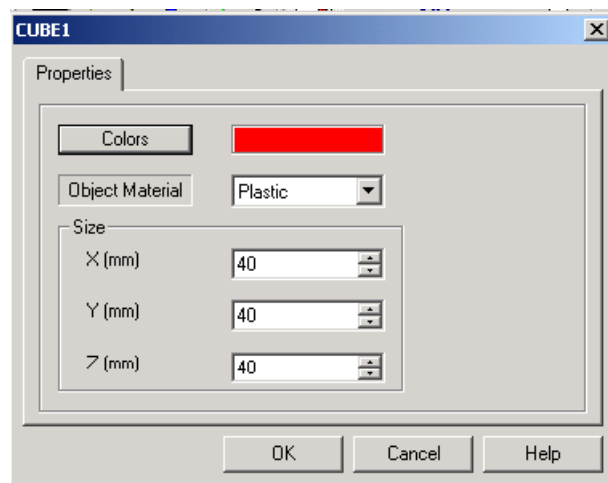 CUBE1
Properties
Colors
Object Material Plastic
Size
X (mm) 40
Y (mm) 40
Z (mm) 40
OK Cancel Help